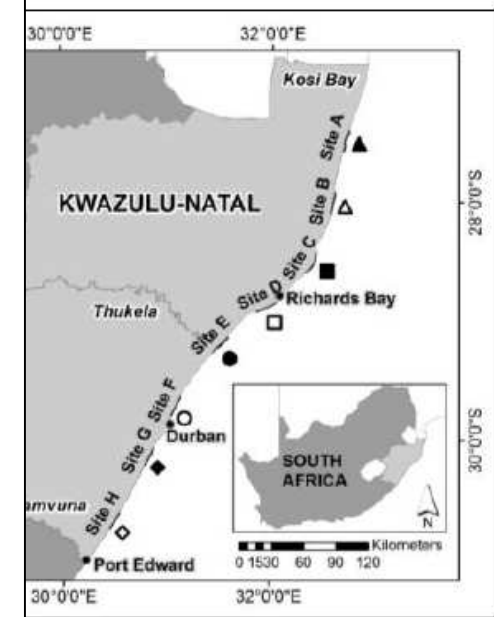 30°0'0"E 32°0'0"E
Kosi Bay
Site A
28°0'0"S
Site B
KWAZULU-NATAL
Site C
Site D
Richards Bay
Thukela
Site E
Site F
Durban
Site G
30°0'0"S
SOUTH
AFRICA
amvuna
Site H
N
Kilometers
0 15 30 60 90 120
Port Edward
30°0'0"E 32°0'0"E